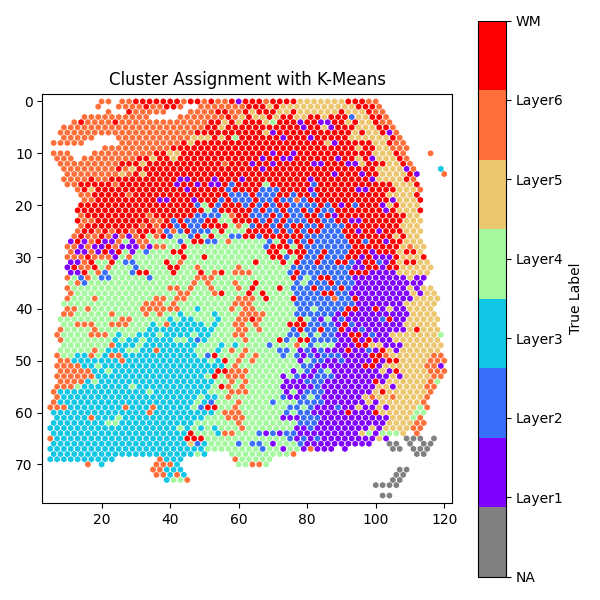 Cluster Assignment with K-Means
0
10
20
30
40
50
60
70
20 40 60 80 100 120
WM
Layer6
Layer5
Layer4
Layer3
Layer2
Layer1
NA
True Label